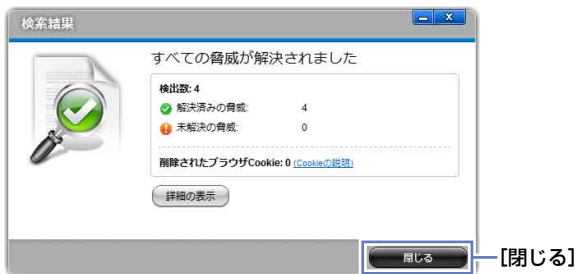 検索結果
すべての脅威が解決されました
検出数: 4
解決済みの脅威: 4
未解決の脅威: 0
削除されたブラウザCookie: 0 (Cookieの説明)
詳細の表示
閉じる
[閉じる]